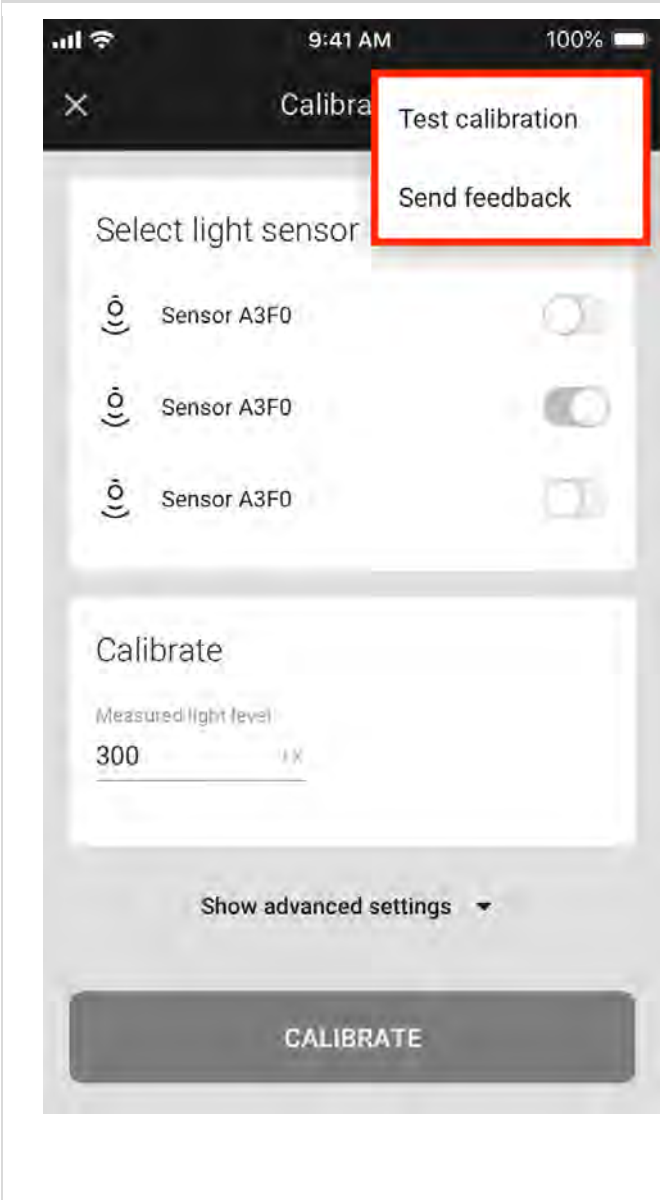 9:41 AM 100%
Calibra
Test calibration
Send feedback
Select light sensor
Sensor A3F0
Sensor A3F0
Sensor A3F0
Calibrate
Measured light level
300 lx
Show advanced settings
CALIBRATE